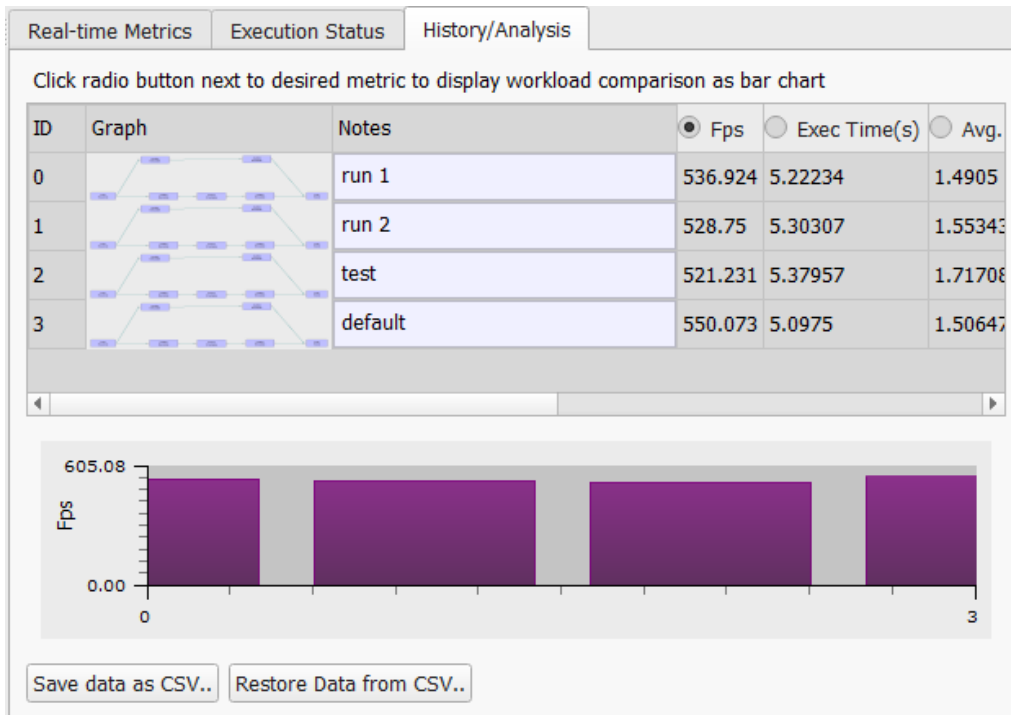 Real-time Metrics Execution Status History/Analysis
Click radio button next to desired metric to display workload comparison as bar chart
ID Graph Notes Fps Exec Time(s) Avg.
0 run 1 536.924 5.22234 1.4905
1 run 2 528.75 5.30307 1.55343
2 test 521.231 5.37957 1.71708
3 default 550.073 5.0975 1.50647
605.08
Fps
0.00
0 3
Save data as CSV.. Restore Data from CSV..